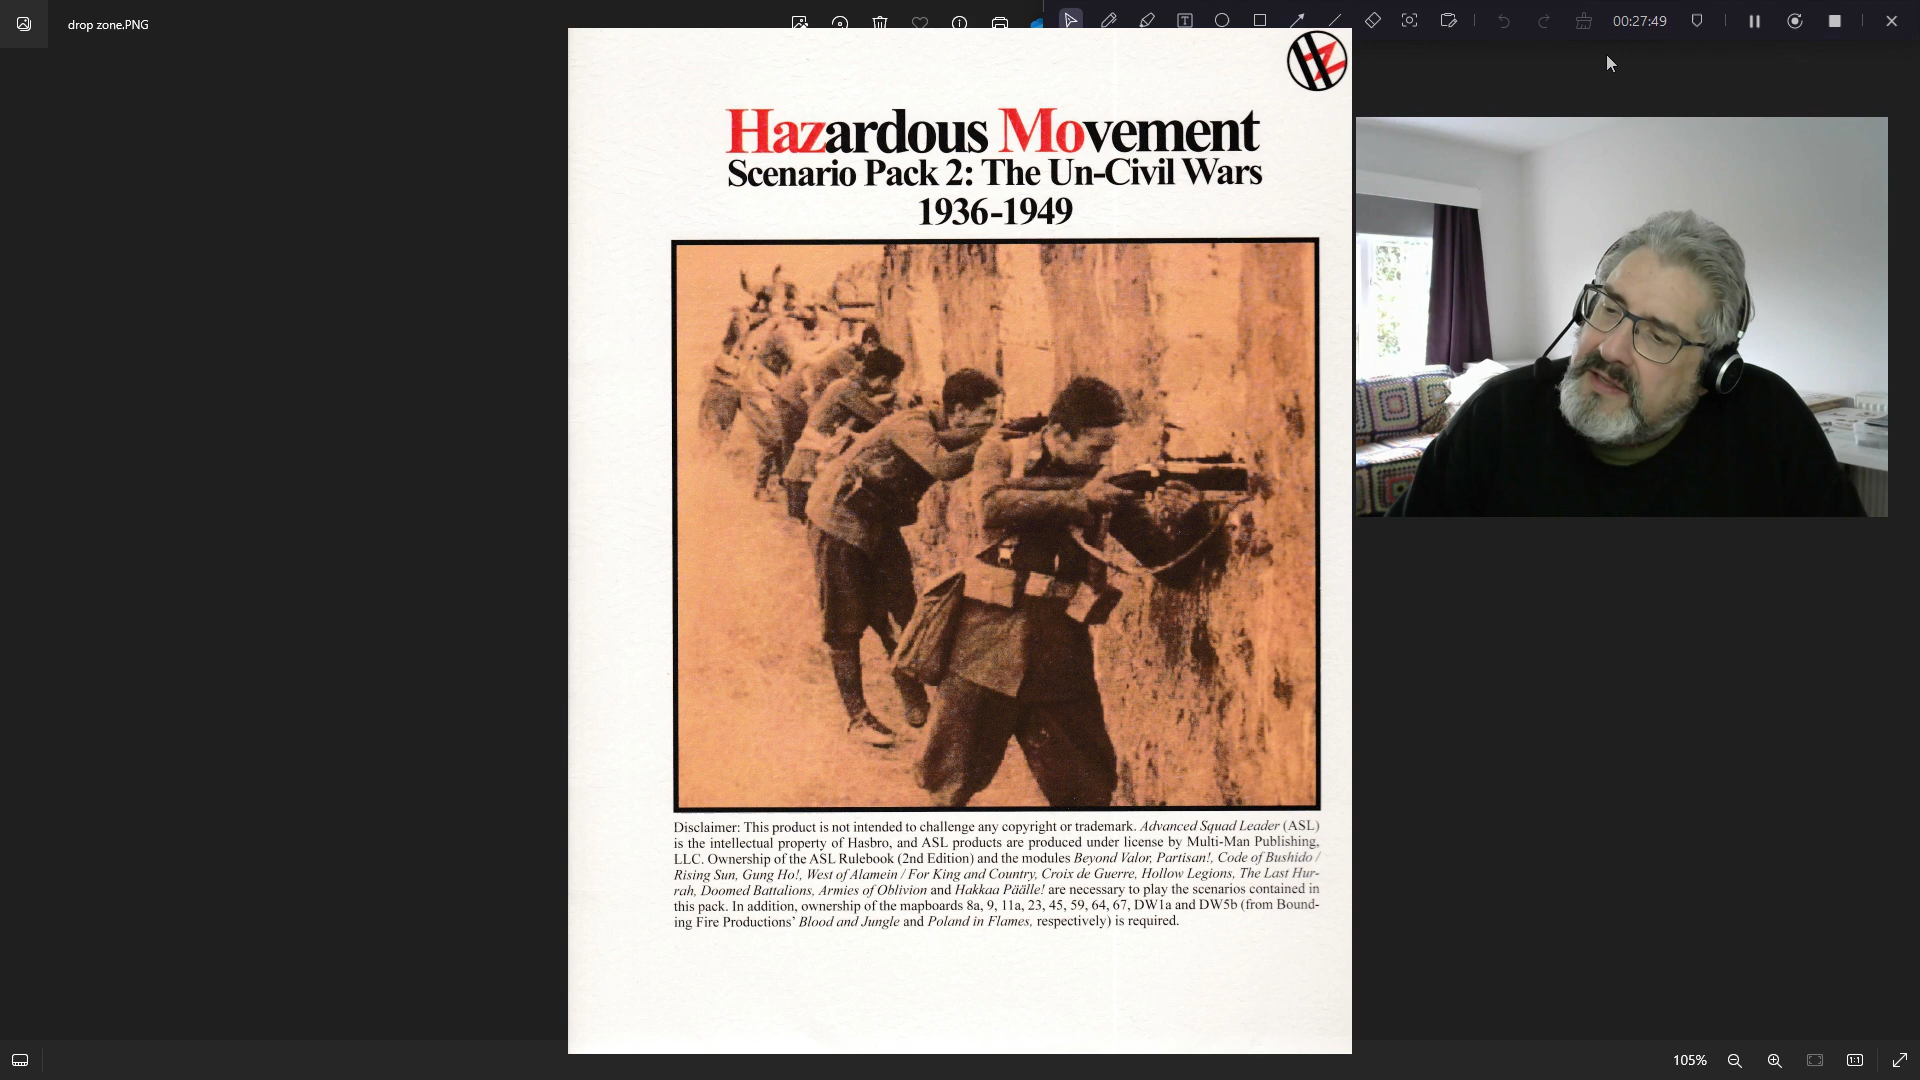 drop zone.PNG
00:27:49
HZ
Hazardous Movement
Scenario Pack 2: The Un-Civil Wars
1936-1949
Disclaimer: This product is not intended to challenge any copyright or trademark. Advanced Squad Leader (ASL)
is the intellectual property of Hasbro, and ASL products are produced under license by Multi-Man Publishing,
LLC. Ownership of the ASL Rulebook (2nd Edition) and the modules Beyond Valor, Partisan!, Code of Bushido /
Rising Sun, Gung Ho!, West of Alamein / For King and Country, Croix de Guerre, Hollow Legions, The Last Hur-
rah, Doomed Battalions, Armies of Oblivion and Hakkaa Päälle! are necessary to play the scenarios contained in
this pack. In addition, ownership of the mapboards 8a, 9, 11a, 23, 45, 59, 64, 67, DW1a and DW5b (from Bound-
ing Fire Productions' Blood and Jungle and Poland in Flames, respectively) is required.
105%
1:1